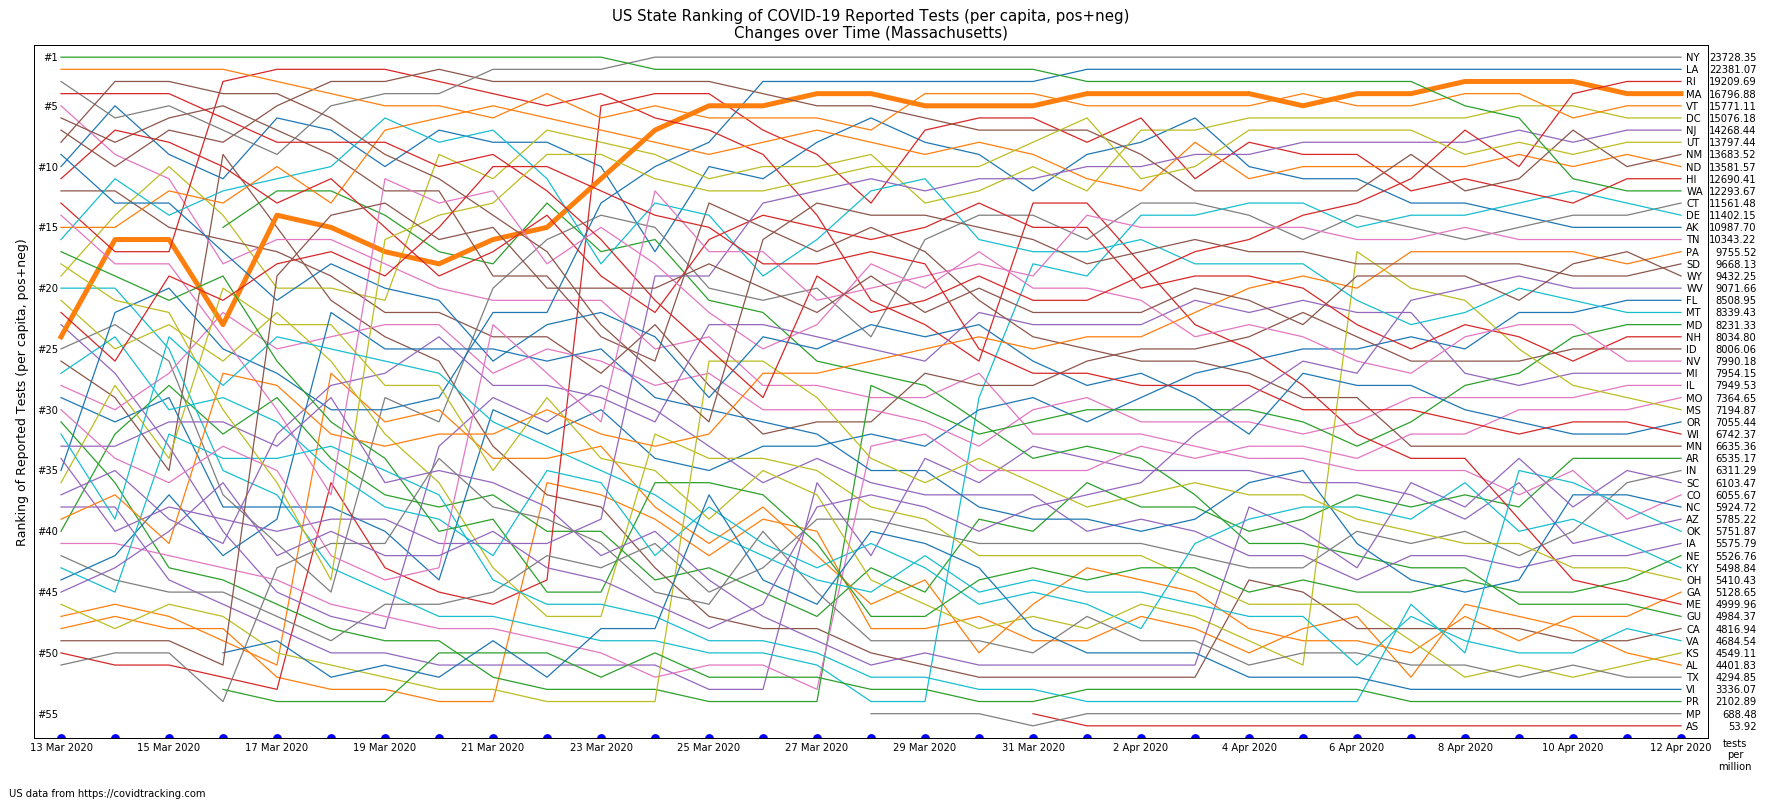 US State Ranking of COVID-19 Reported Tests (per capita, pos+neg)
Changes over Time (Massachusetts)
Ranking of Reported Tests (per capita, pos+neg)
#1
#5
#10
#15
#20
#25
#30
#35
#40
#45
#50
#55
NY 23728.35
LA 22381.07
RI 19209.69
MA 16796.88
VT 15771.11
DC 15076.18
NJ 14268.44
UT 13797.44
NM 13683.52
ND 13581.57
HI 12690.41
WA 12293.67
CT 11561.48
DE 11402.15
AK 10987.70
TN 10343.22
PA 9755.52
SD 9668.13
WY 9432.25
WV 9071.66
FL 8508.95
MT 8339.43
MD 8231.33
NH 8034.80
ID 8006.06
NV 7990.18
MI 7954.15
IL 7949.53
MO 7364.65
MS 7194.87
OR 7055.44
WI 6742.37
MN 6635.36
AR 6535.17
IN 6311.29
SC 6103.47
CO 6055.67
NC 5924.72
AZ 5785.22
OK 5751.87
IA 5575.79
NE 5526.76
KY 5498.84
OH 5410.43
GA 5128.65
ME 4999.96
GU 4984.37
CA 4816.94
VA 4684.54
KS 4549.11
AL 4401.83
TX 4294.85
VI 3336.07
PR 2102.89
MP 688.48
AS 53.92
13 Mar 2020 15 Mar 2020 17 Mar 2020 19 Mar 2020 21 Mar 2020 23 Mar 2020 25 Mar 2020 27 Mar 2020 29 Mar 2020 31 Mar 2020 2 Apr 2020 4 Apr 2020 6 Apr 2020 8 Apr 2020 10 Apr 2020 12 Apr 2020
tests
per
million
US data from https://covidtracking.com